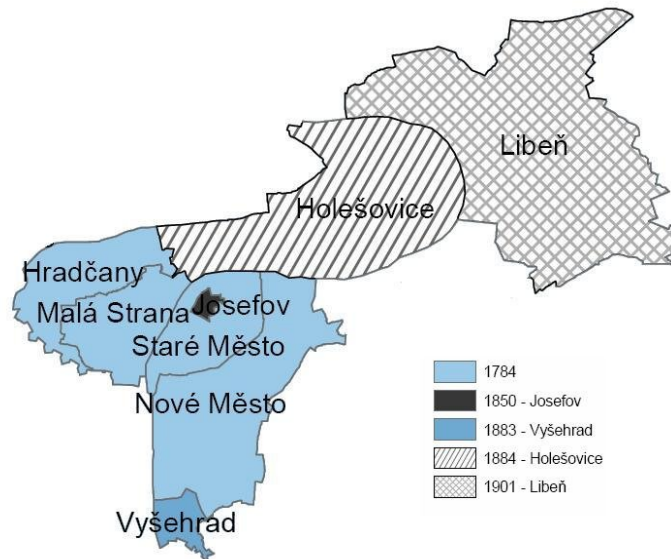 Libeň
Holešovice
Hradčany
Malá Strana
Josefov
Staré Město
Nové Město
Vyšehrad
1784
1850 - Josefov
1883 - Vyšehrad
1884 - Holešovice
1901 - Libeň